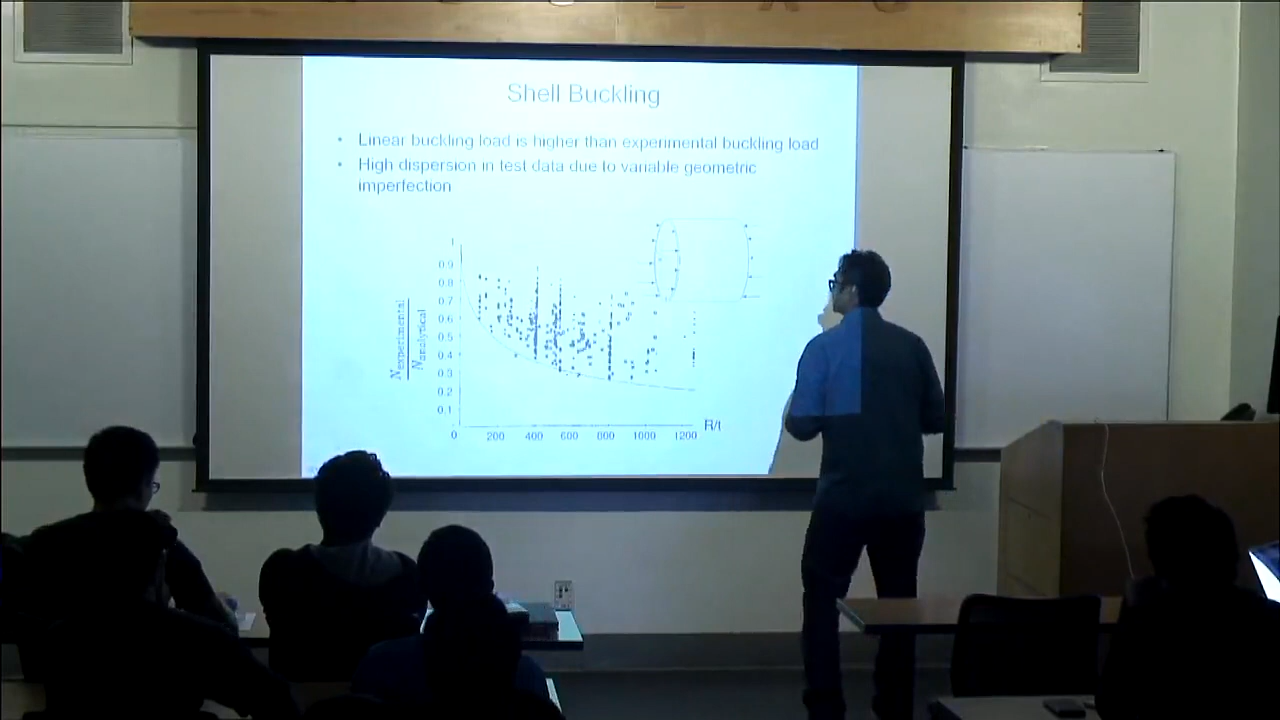 Shell Buckling
• Linear buckling load is higher than experimental buckling load
• High dispersion in test data due to variable geometric
imperfection
1
0.9
0.8
0.7
0.6
0.5
0.4
0.3
0.2
0.1
Nexperimental
Nanalytical
0 200 400 600 800 1000 1200 R/t